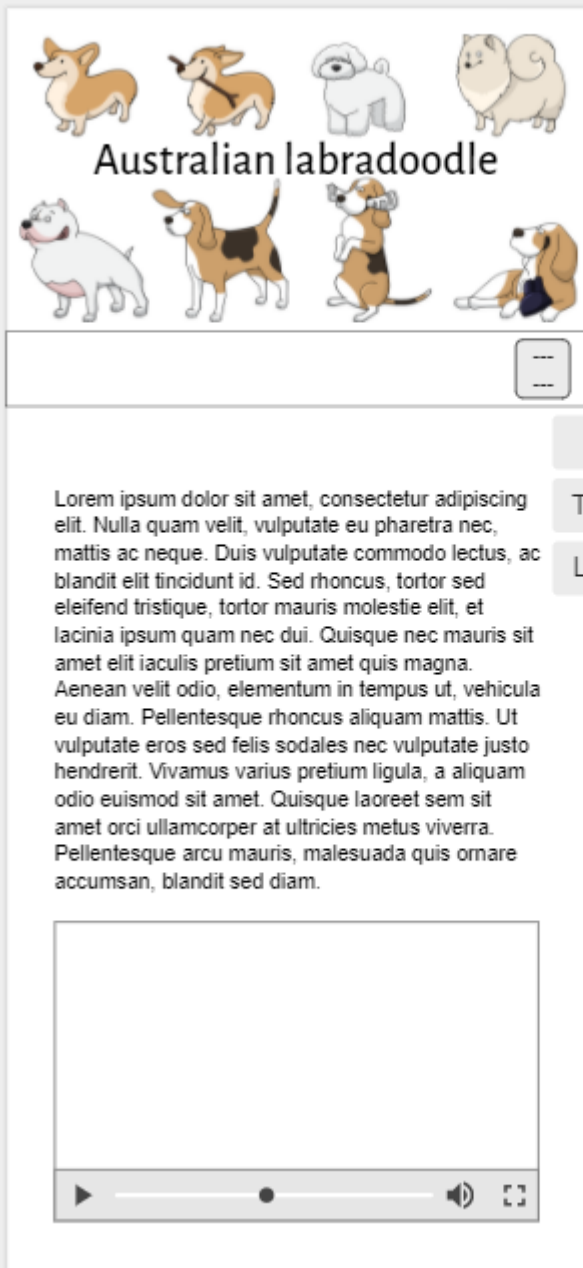 Australian labradoodle
---
---
T
L
Lorem ipsum dolor sit amet, consectetur adipiscing
elit. Nulla quam velit, vulputate eu pharetra nec,
mattis ac neque. Duis vulputate commodo lectus, ac
blandit elit tincidunt id. Sed rhoncus, tortor sed
eleifend tristique, tortor mauris molestie elit, et
lacinia ipsum quam nec dui. Quisque nec mauris sit
amet elit iaculis pretium sit amet quis magna.
Aenean velit odio, elementum in tempus ut, vehicula
eu diam. Pellentesque rhoncus aliquam mattis. Ut
vulputate eros sed felis sodales nec vulputate justo
hendrerit. Vivamus varius pretium ligula, a aliquam
odio euismod sit amet. Quisque laoreet sem sit
amet orci ullamcorper at ultricies metus viverra.
Pellentesque arcu mauris, malesuada quis ornare
accumsan, blandit sed diam.